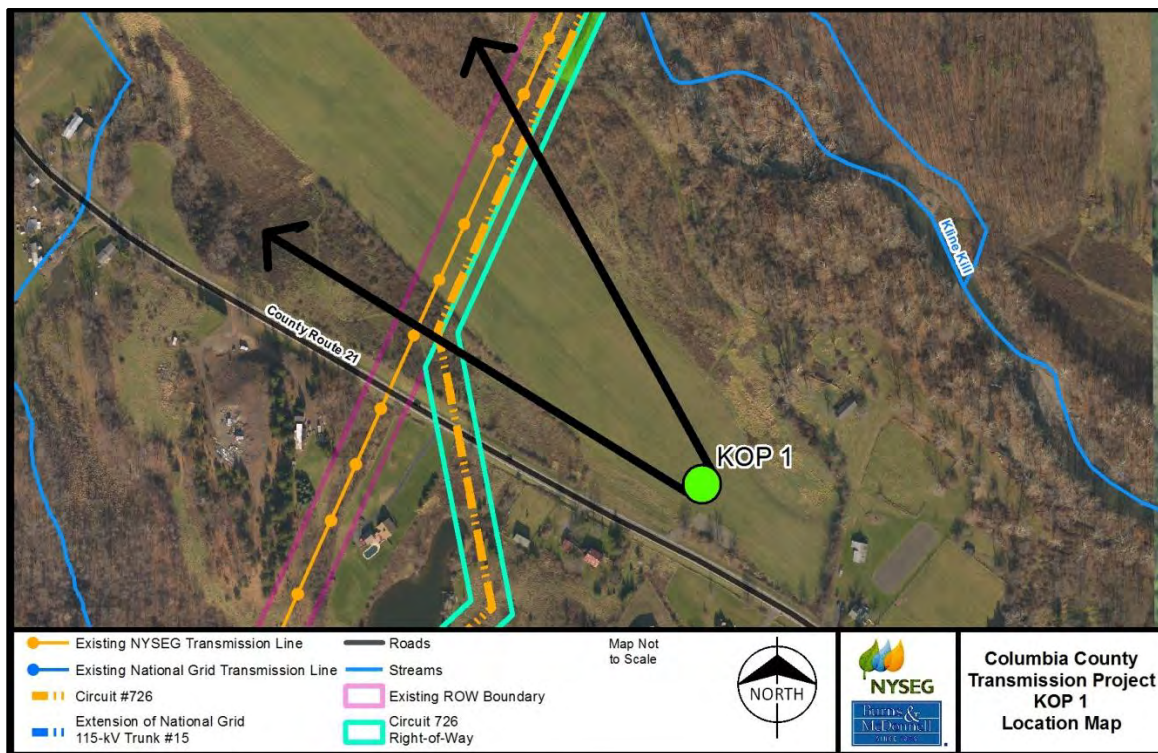 County Route 21
Kline Kill
KOP 1
Existing NYSEG Transmission Line
Existing National Grid Transmission Line
Circuit #726
Extension of National Grid
115-kV Trunk #15
Roads
Streams
Existing ROW Boundary
Circuit 726
Right-of-Way
Map Not
to Scale
NORTH
NYSEG
Burns &
McDonnell
SINCE 1898
Columbia County
Transmission Project
KOP 1
Location Map